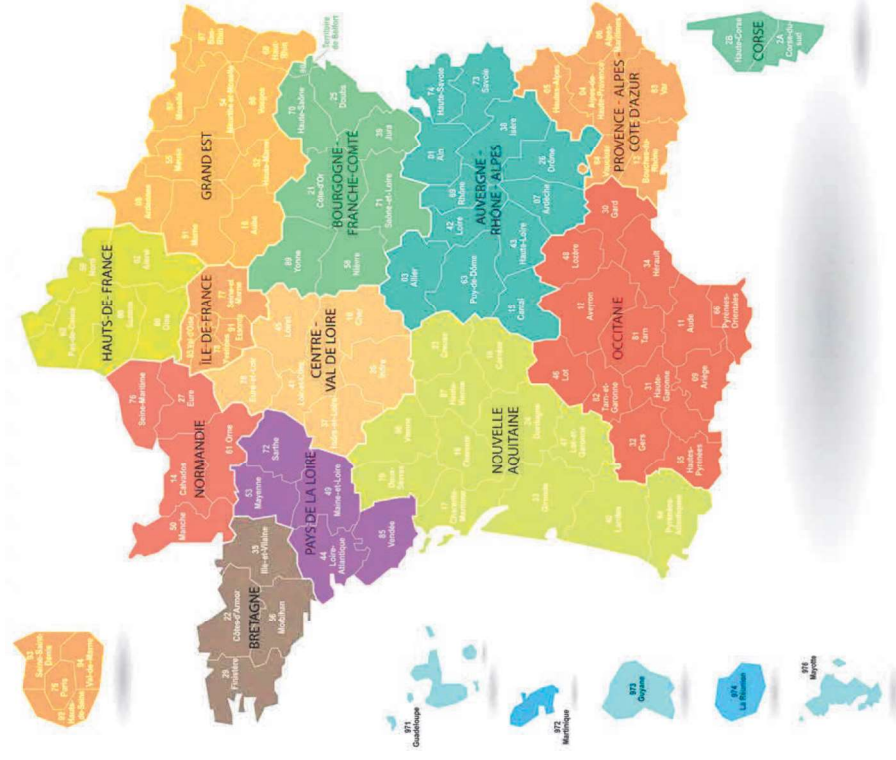 HAUTS-DE-FRANCE
62
Pas-de-Calais
59
Nord
80
Somme
02
Aisne
60
Oise
NORMANDIE
76
Seine-Maritime
27
Eure
14
Calvados
50
Manche
61 Orne
ÎLE-DE-FRANCE
95 Val-d'Oise
78
Yvelines
91
Essonne
77
Seine-et-
Marne
GRAND EST
08
Ardennes
51
Marne
10
Aube
55
Meuse
57
Moselle
54
Meurthe-et-Moselle
88
Vosges
52
Haute-Marne
67
Bas-
Rhin
68
Haut-
Rhin
BRETAGNE
29
Finistère
22
Côtes-d'Armor
56
Morbihan
35
Ille-et-Vilaine
PAYS DE LA LOIRE
53
Mayenne
72
Sarthe
44
Loire-
Atlantique
49
Maine-et-Loire
85
Vendée
CENTRE -
VAL DE LOIRE
28
Eure-et-Loir
45
Loiret
41
Loir-et-Cher
37
Indre-et-Loire
36
Indre
18
Cher
BOURGOGNE -
FRANCHE-COMTÉ
89
Yonne
21
Côte-d'Or
58
Nièvre
71
Saône-et-Loire
70
Haute-Saône
25
Doubs
39
Jura
90
Territoire
de Belfort
NOUVELLE
AQUITAINE
79
Deux-
Sèvres
86
Vienne
17
Charente-
Maritime
16
Charente
87
Haute-
Vienne
23
Creuse
19
Corrèze
24
Dordogne
33
Gironde
47
Lot-et-
Garonne
40
Landes
64
Pyrénées-
Atlantiques
AUVERGNE -
RHÔNE - ALPES
03
Allier
63
Puy-de-Dôme
15
Cantal
43
Haute-Loire
42
Loire
69
Rhône
01
Ain
74
Haute-Savoie
73
Savoie
38
Isère
26
Drôme
07
Ardèche
OCCITANIE
46
Lot
Aveyron
48
Lozère
30
Gard
82
Tarn-et-
Garonne
81
Tarn
34
Hérault
32
Gers
31
Haute-
Garonne
65
Hautes-
Pyrénées
09
Ariège
11
Aude
66
Pyrénées-
Orientales
PROVENCE - ALPES -
COTE D'AZUR
05
Hautes-Alpes
04
Alpes-de-
Haute-Provence
06
Alpes-
Maritimes
84
Vaucluse
13
Bouches-du-
Rhône
83
Var
CORSE
2B
Haute-Corse
2A
Corse-du-
sud
93
Seine-Saint-
Denis
75
Paris
92
Hauts-
de-Seine
94
Val-de-Marne
971
Guadeloupe
972
Martinique
973
Guyane
974
La Réunion
976
Mayotte